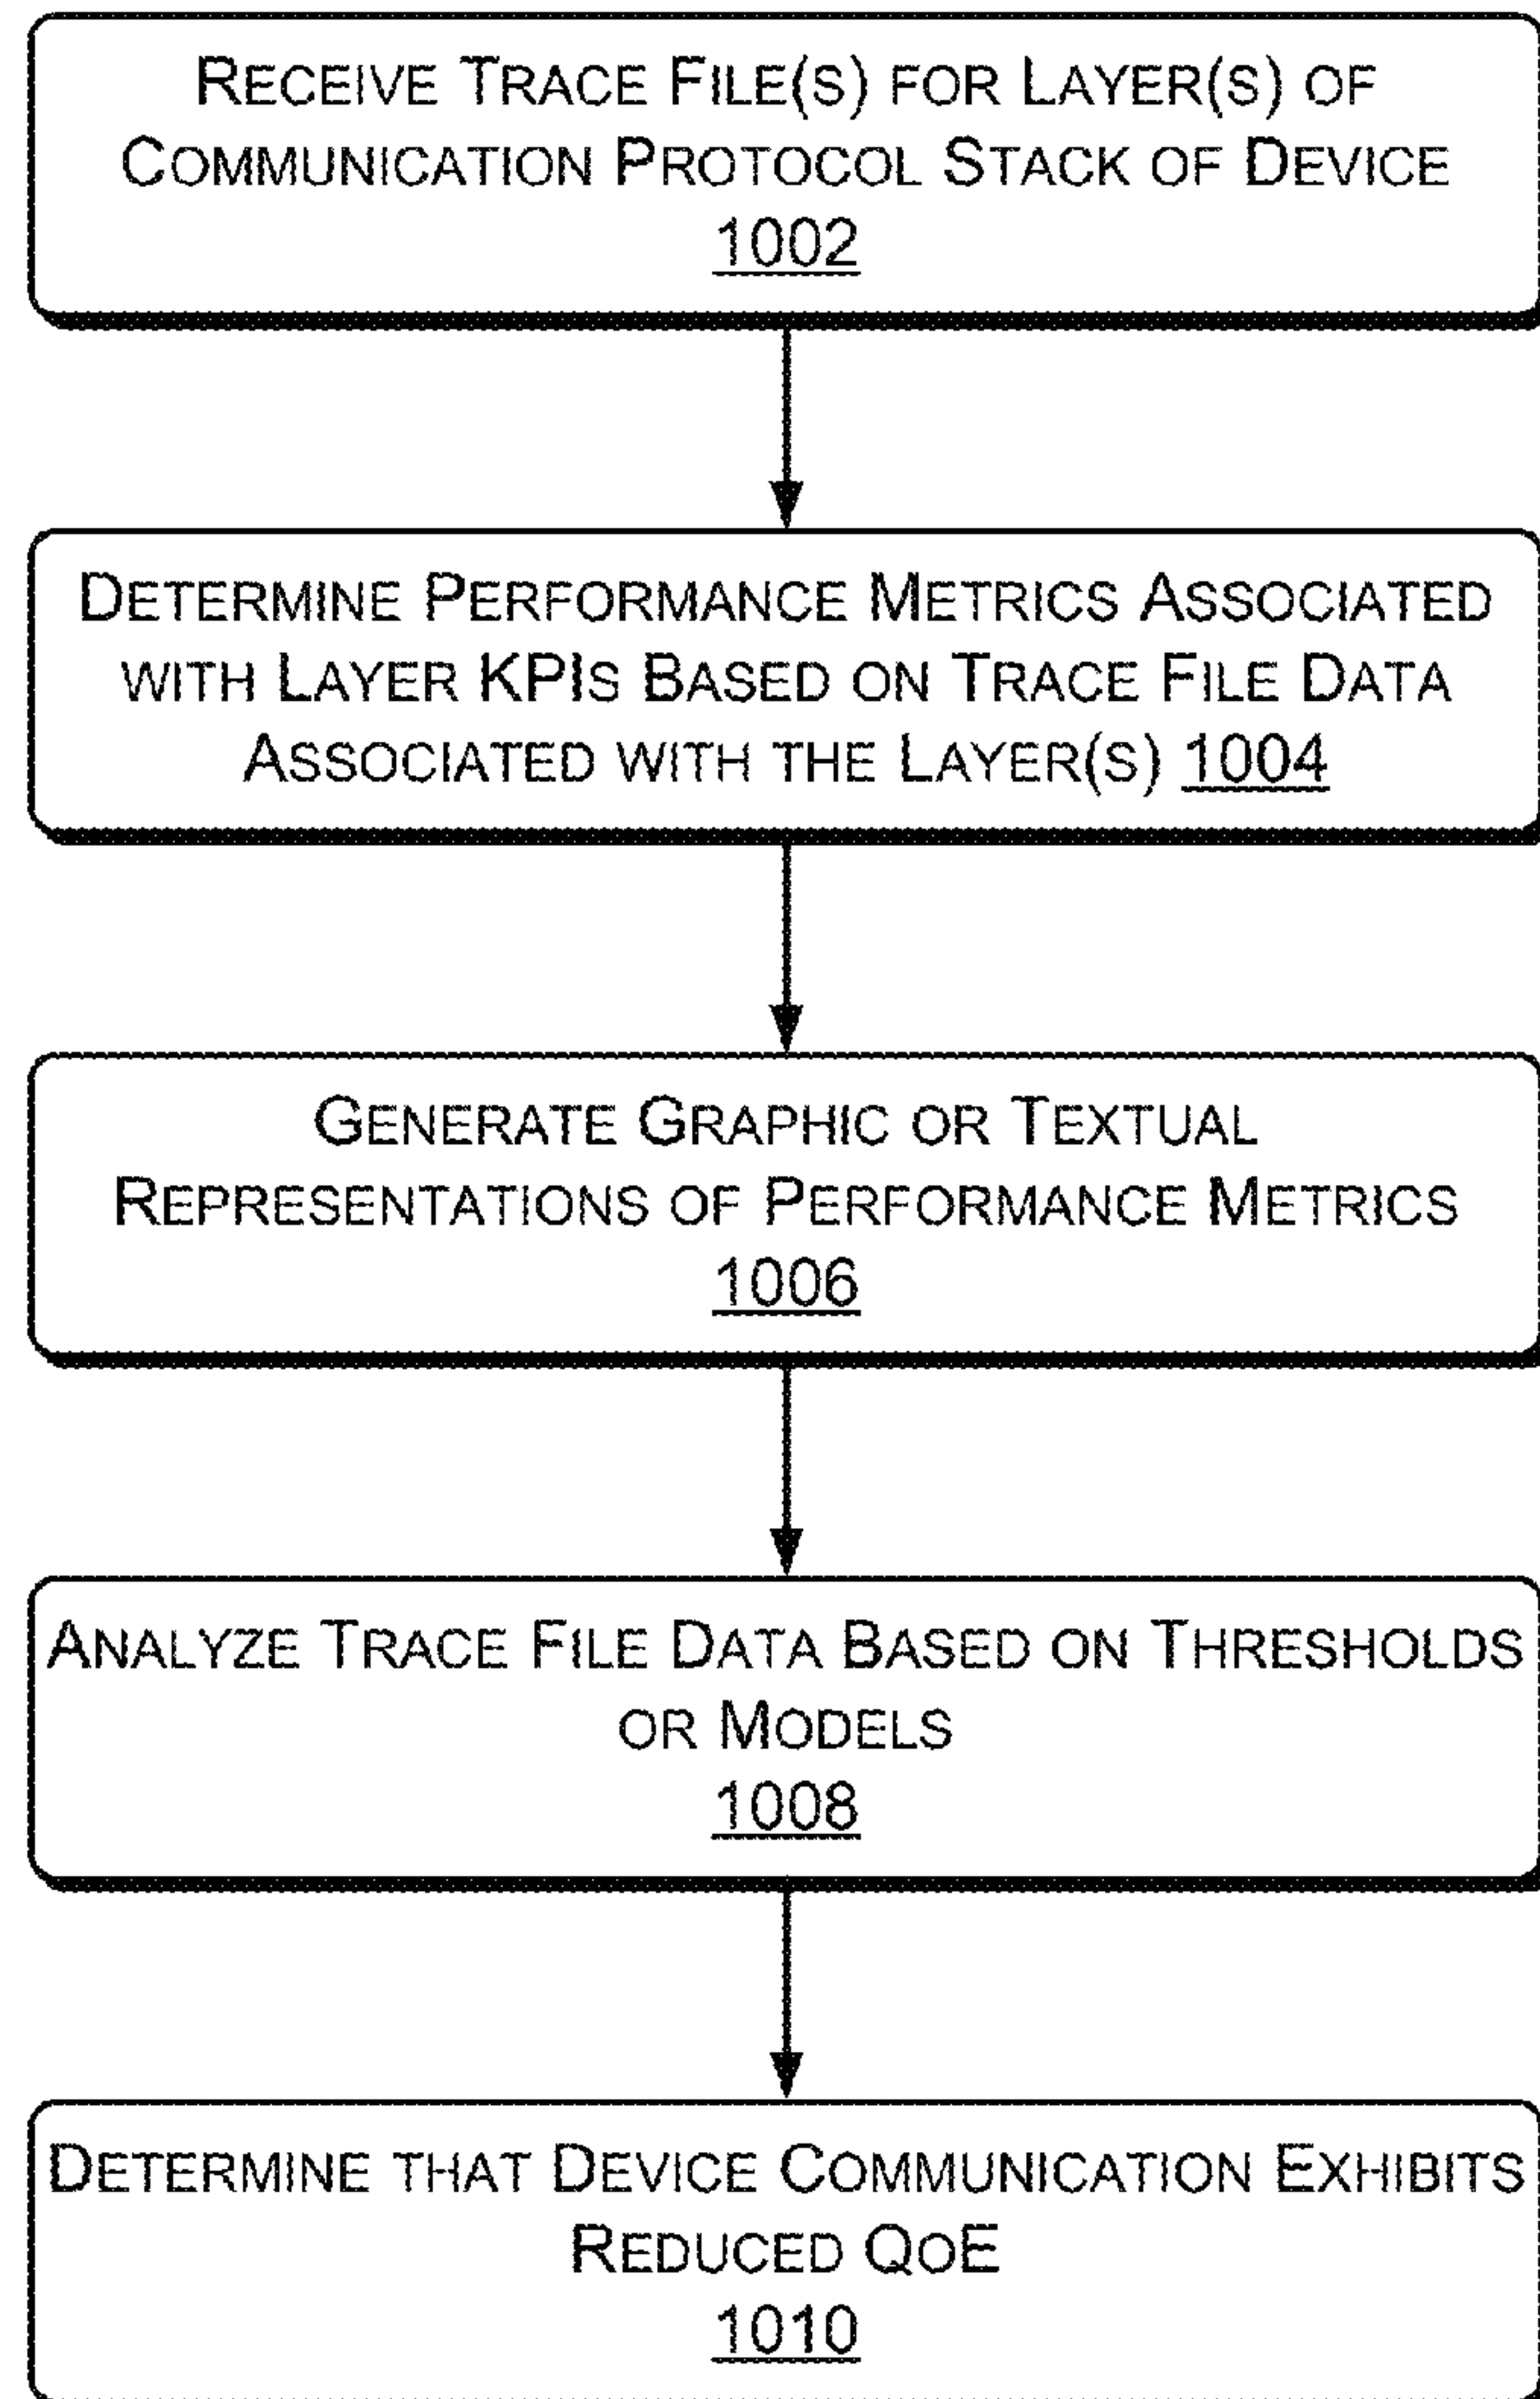 RECEIVE TRACE FILE(S) FOR LAYER(S) OF
COMMUNICATION PROTOCOL STACK OF DEVICE
1002
DETERMINE PERFORMANCE METRICS ASSOCIATED
WITH LAYER KPIS BASED ON TRACE FILE DATA
ASSOCIATED WITH THE LAYER(S) 1004
GENERATE GRAPHIC OR TEXTUAL
REPRESENTATIONS OF PERFORMANCE METRICS
1006
ANALYZE TRACE FILE DATA BASED ON THRESHOLDS
OR MODELS
1008
DETERMINE THAT DEVICE COMMUNICATION EXHIBITS
REDUCED QOE
1010